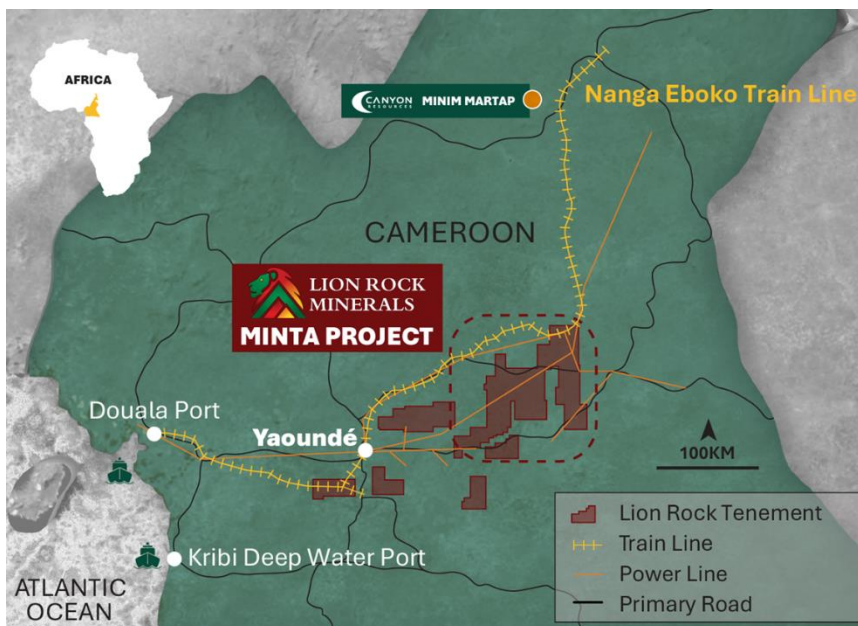 AFRICA
CANYON
RESOURCES
MINIM MARTAP
Nanga Eboko Train Line
CAMEROON
LION ROCK
MINERALS
MINTA PROJECT
Douala Port
Yaoundé
100KM
Kribi Deep Water Port
ATLANTIC
OCEAN
Lion Rock Tenement
Train Line
Power Line
Primary Road